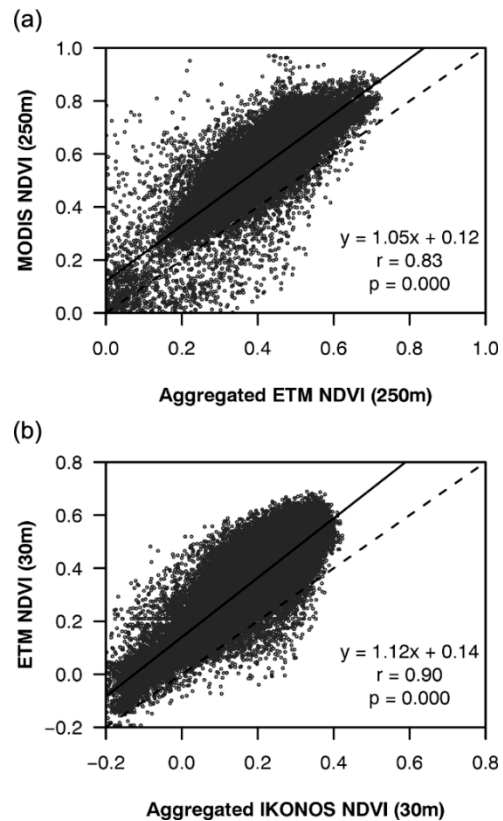 (a)
1.0
0.8
0.6
0.4
0.2
0.0
MODIS NDVI (250m)
y = 1.05x + 0.12
r = 0.83
p = 0.000
0.0 0.2 0.4 0.6 0.8 1.0
Aggregated ETM NDVI (250m)
(b)
0.8
0.6
0.4
0.2
0.0
−0.2
ETM NDVI (30m)
y = 1.12x + 0.14
r = 0.90
p = 0.000
−0.2 0.0 0.2 0.4 0.6 0.8
Aggregated IKONOS NDVI (30m)